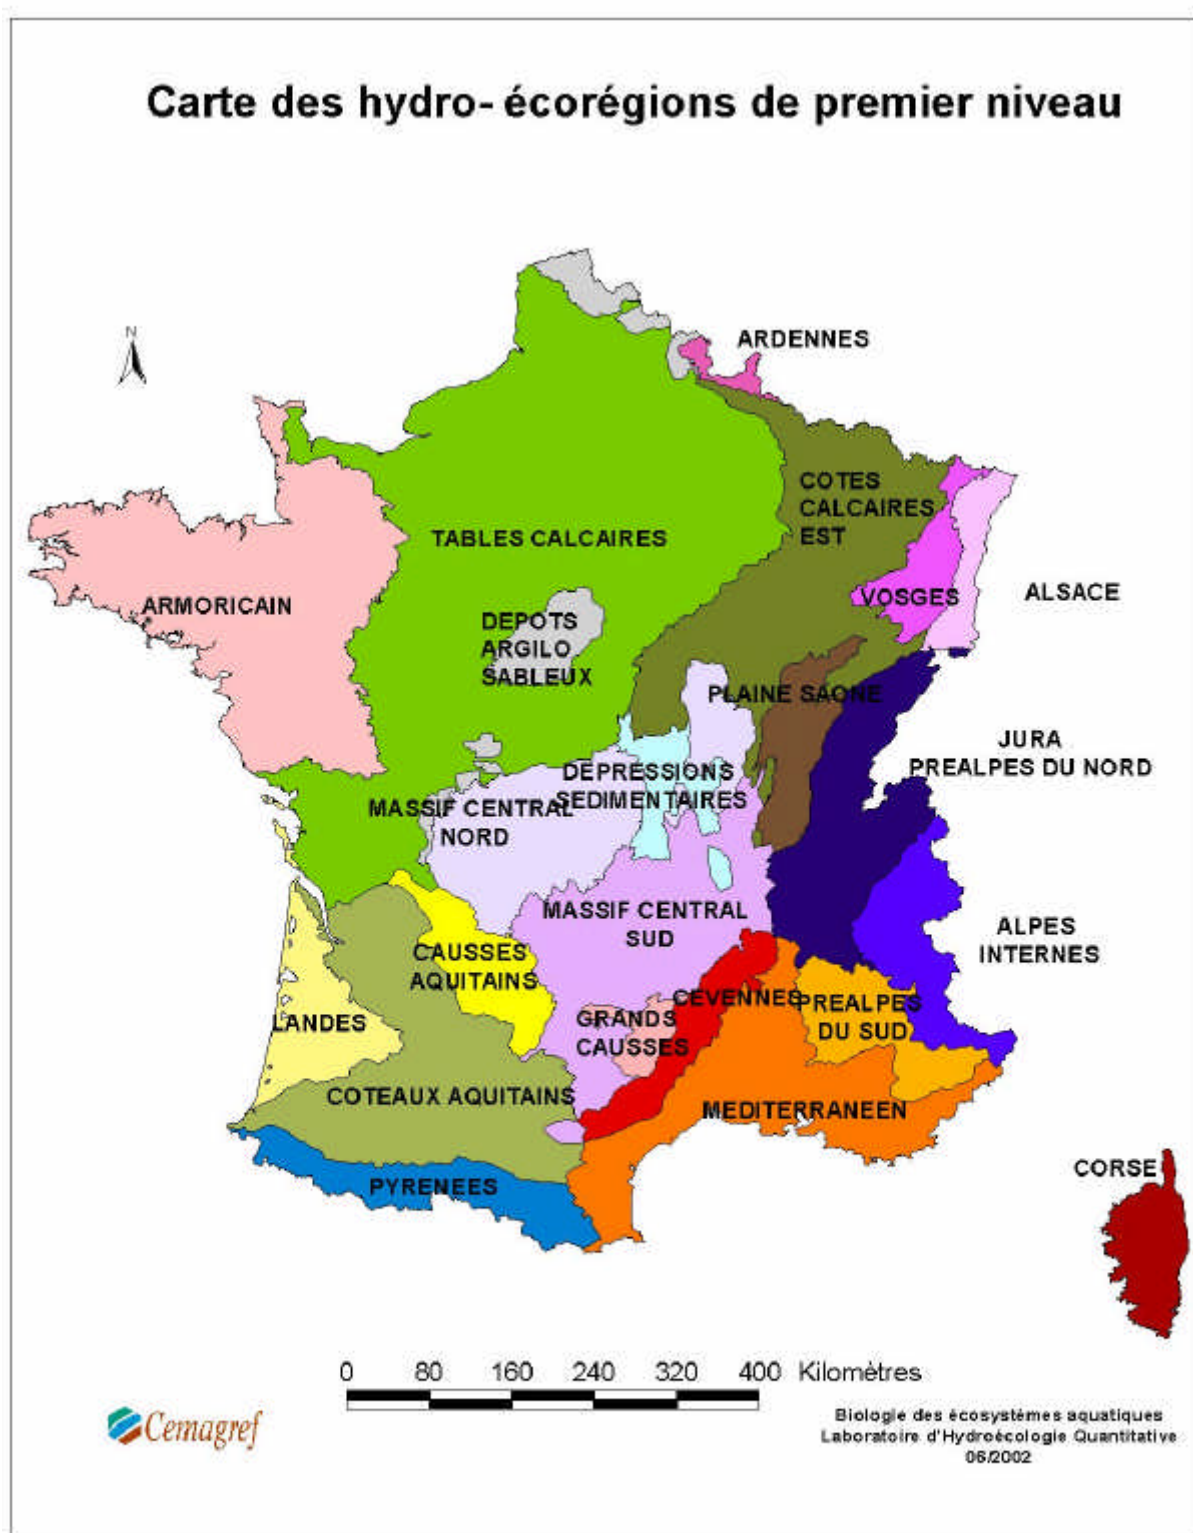 Carte des hydro- écorégions de premier niveau
N
ARDENNES
COTES
CALCAIRES
EST
TABLES CALCAIRES
ARMORICAIN
VOSGES
ALSACE
DEPOTS
ARGILO
SABLEUX
PLAINE SAONE
JURA
PREALPES DU NORD
DEPRESSIONS
SEDIMENTAIRES
MASSIF CENTRAL
NORD
MASSIF CENTRAL
SUD
ALPES
INTERNES
CAUSSES
AQUITAINS
CEVENNES
PREALPES
DU SUD
LANDES
GRANDS
CAUSSES
COTEAUX AQUITAINS
MEDITERRANEEN
PYRENEES
CORSE
0 80 160 240 320 400 Kilomètres
Cemagref
Biologie des écosystémes aquatiques
Laboratoire d'Hydroécologie Quantitative
06/2002